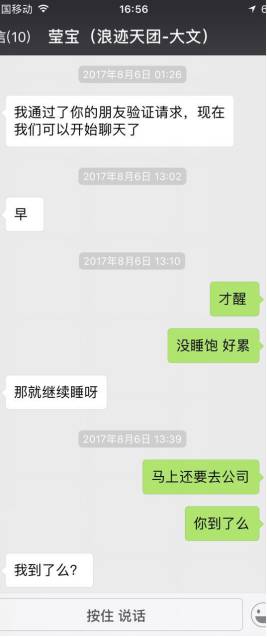 国移动 16:56
信(10) 莹宝（浪迹天团-大文）
2017年8月6日 01:26
我通过了你的朋友验证请求，现在
我们可以开始聊天了
2017年8月6日 13:02
早
2017年8月6日 13:10
才醒
没睡饱 好累
那就继续睡呀
2017年8月6日 13:39
马上还要去公司
你到了么
我到了么?
按住 说话